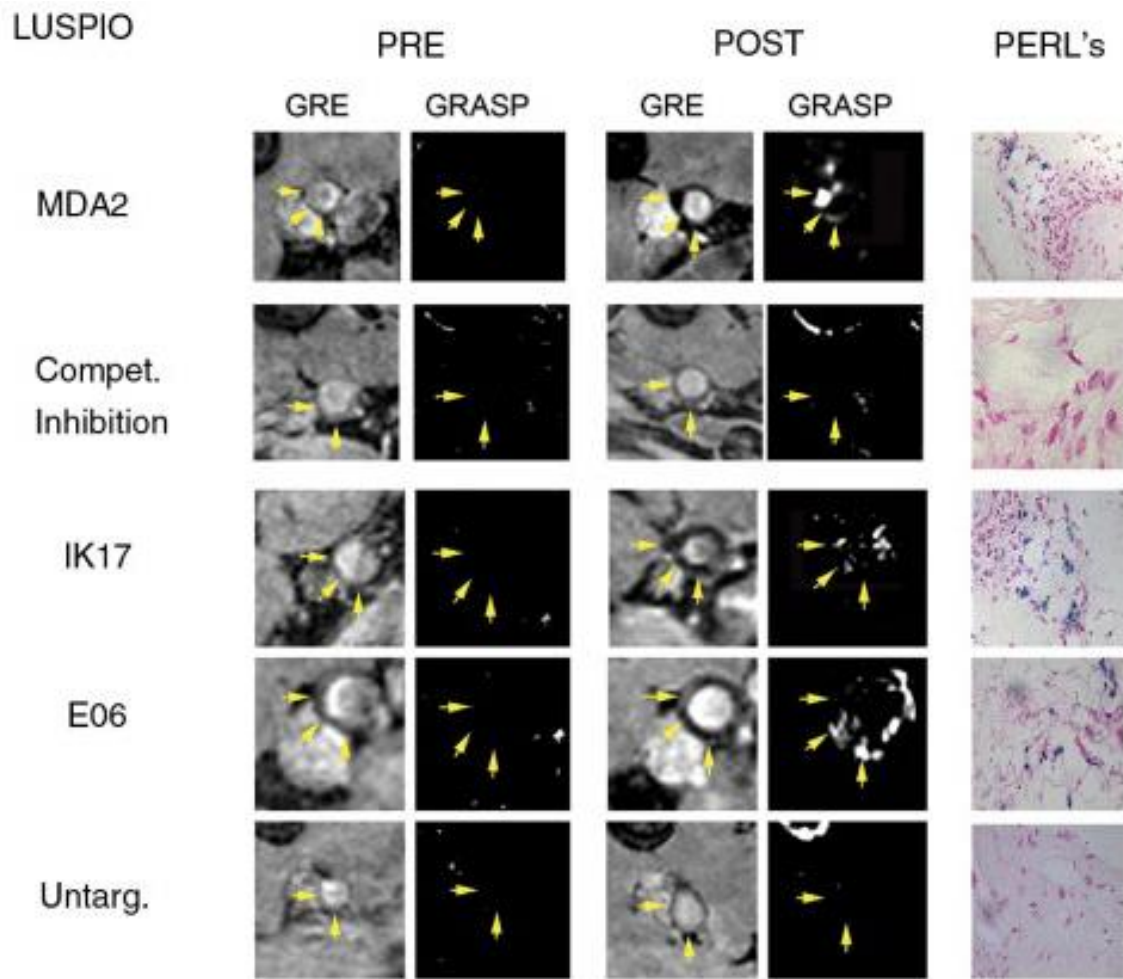 LUSPIO
PRE
POST
PERL's
GRE
GRASP
GRE
GRASP
MDA2
Compet.
Inhibition
IK17
E06
Untarg.